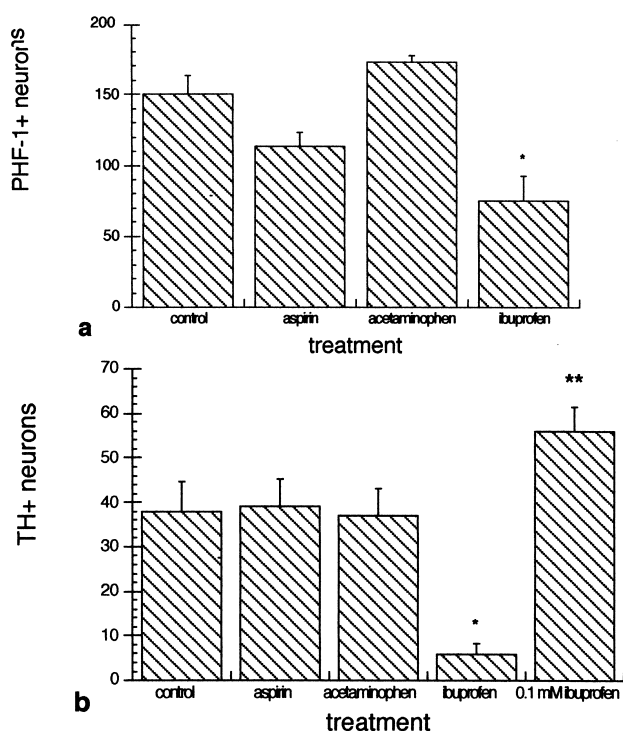 PHF-1+ neurons
200
150
100
50
0
*
control aspirin acetaminophen ibuprofen
a
treatment
TH+ neurons
70
60
50
40
30
20
10
0
*
**
control aspirin acetaminophen ibuprofen 0.1 mM ibuprofen
b
treatment